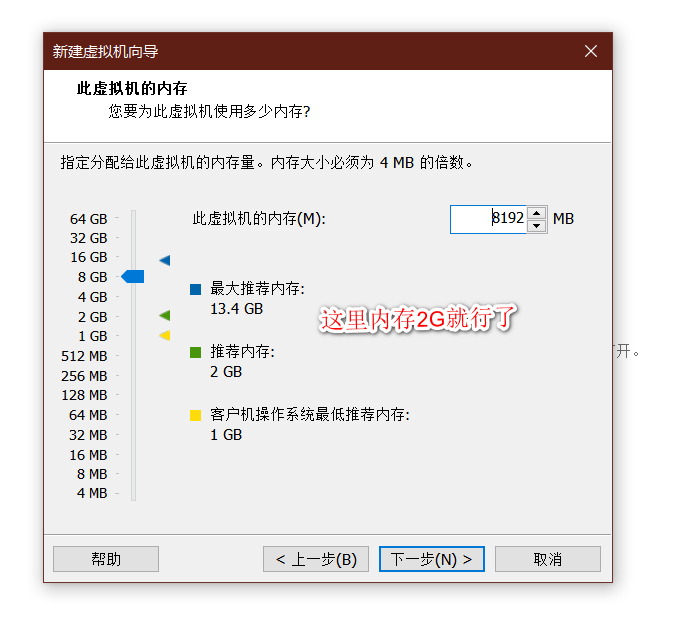 新建虚拟机向导
此虚拟机的内存
您要为此虚拟机使用多少内存?
指定分配给此虚拟机的内存量。内存大小必须为 4 MB 的倍数。
64 GB
32 GB
16 GB
8 GB
4 GB
2 GB
1 GB
512 MB
256 MB
128 MB
64 MB
32 MB
16 MB
8 MB
4 MB
此虚拟机的内存(M):
8192 MB
最大推荐内存:
13.4 GB
这里内存2G就行了
推荐内存:
2 GB
客户机操作系统最低推荐内存:
1 GB
开。
帮助
< 上一步(B)
下一步(N) >
取消